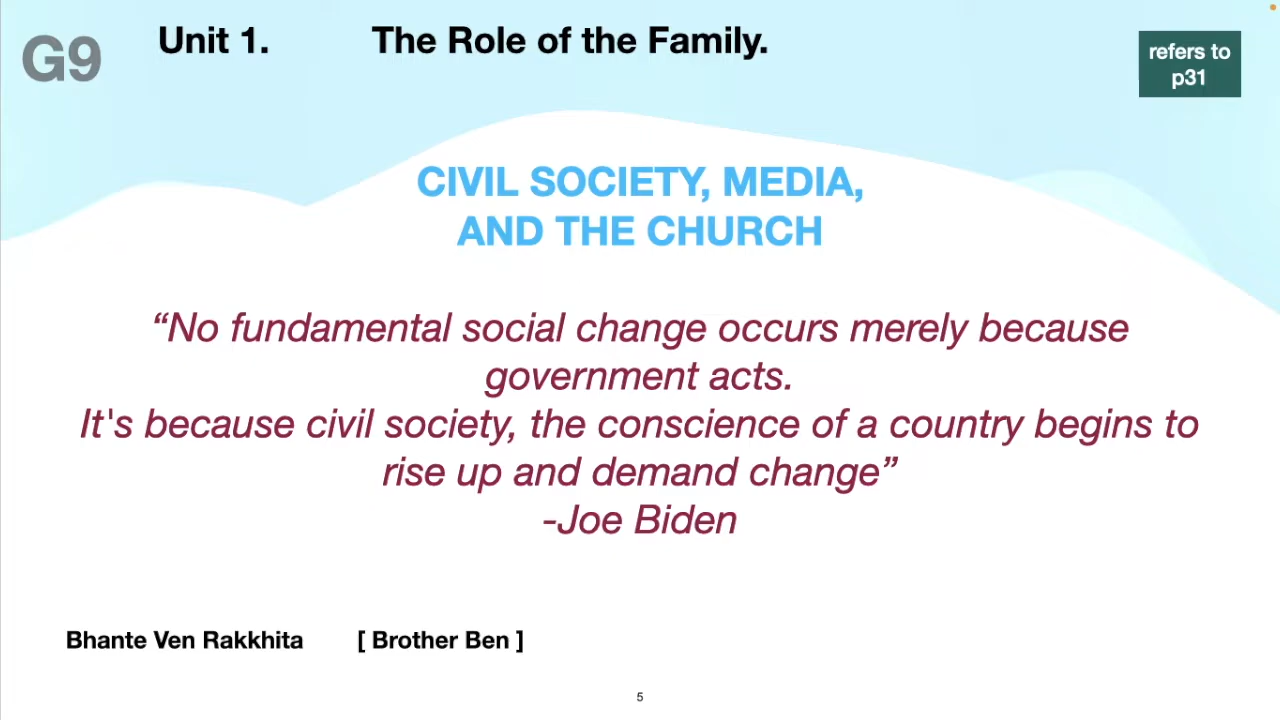 G9
Unit 1. The Role of the Family.
refers to
p31
CIVIL SOCIETY, MEDIA,
AND THE CHURCH
“No fundamental social change occurs merely because
government acts.
It's because civil society, the conscience of a country begins to
rise up and demand change”
-Joe Biden
Bhante Ven Rakkhita [ Brother Ben ]
5